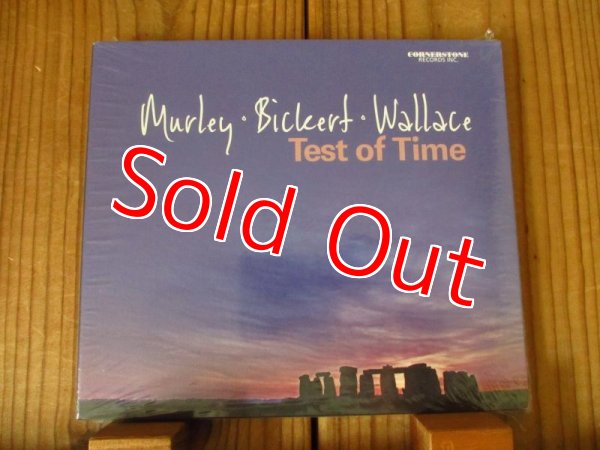 CORNERSTONE
RECORDS INC.
Murley · Bickert · Wallace
Test of Time
Sold Out